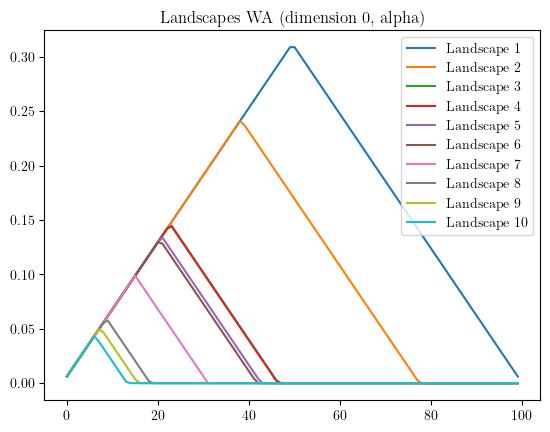 Landscapes WA (dimension 0, alpha)
0.30
0.25
0.20
0.15
0.10
0.05
0.00
0 20 40 60 80 100
Landscape 1
Landscape 2
Landscape 3
Landscape 4
Landscape 5
Landscape 6
Landscape 7
Landscape 8
Landscape 9
Landscape 10